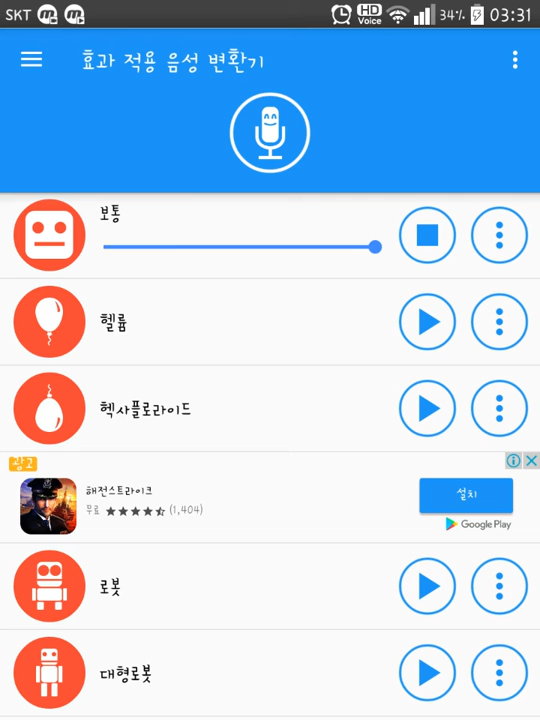 SKT HD Voice 34% 03:31
효과 적용 음성 변환기
보통
헬륨
헥사플로라이드
광고
해전스트라이크
무료 (1,404)
설치
Google Play
로봇
대형로봇